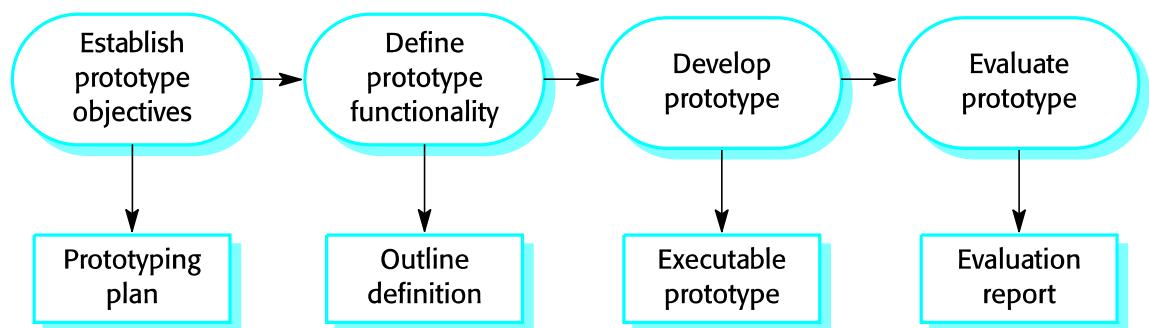 Establish
prototype
objectives
Define
prototype
functionality
Develop
prototype
Evaluate
prototype
Prototyping
plan
Outline
definition
Executable
prototype
Evaluation
report